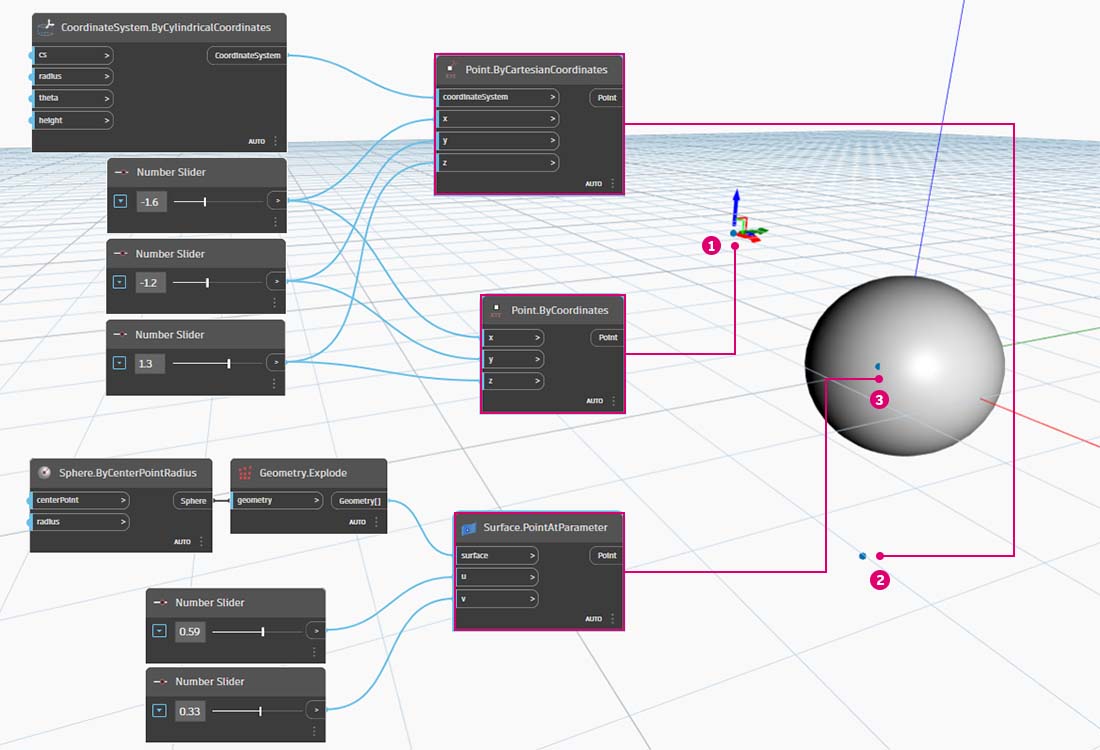 CoordinateSystem.ByCylindricalCoordinates
cs >
CoordinateSystem
radius >
theta >
height >
AUTO
Point.ByCartesianCoordinates
coordinateSystem >
Point
x >
y >
z >
AUTO
Number Slider
-1.6
>
Number Slider
-1.2
>
Number Slider
1.3
>
1
Point.ByCoordinates
x >
Point
y >
z >
AUTO
3
Sphere.ByCenterPointRadius
centerPoint >
Sphere
radius >
AUTO
Geometry.Explode
geometry >
Geometry[]
AUTO
Surface.PointAtParameter
surface >
Point
u >
v >
AUTO
2
Number Slider
0.59
>
Number Slider
0.33
>